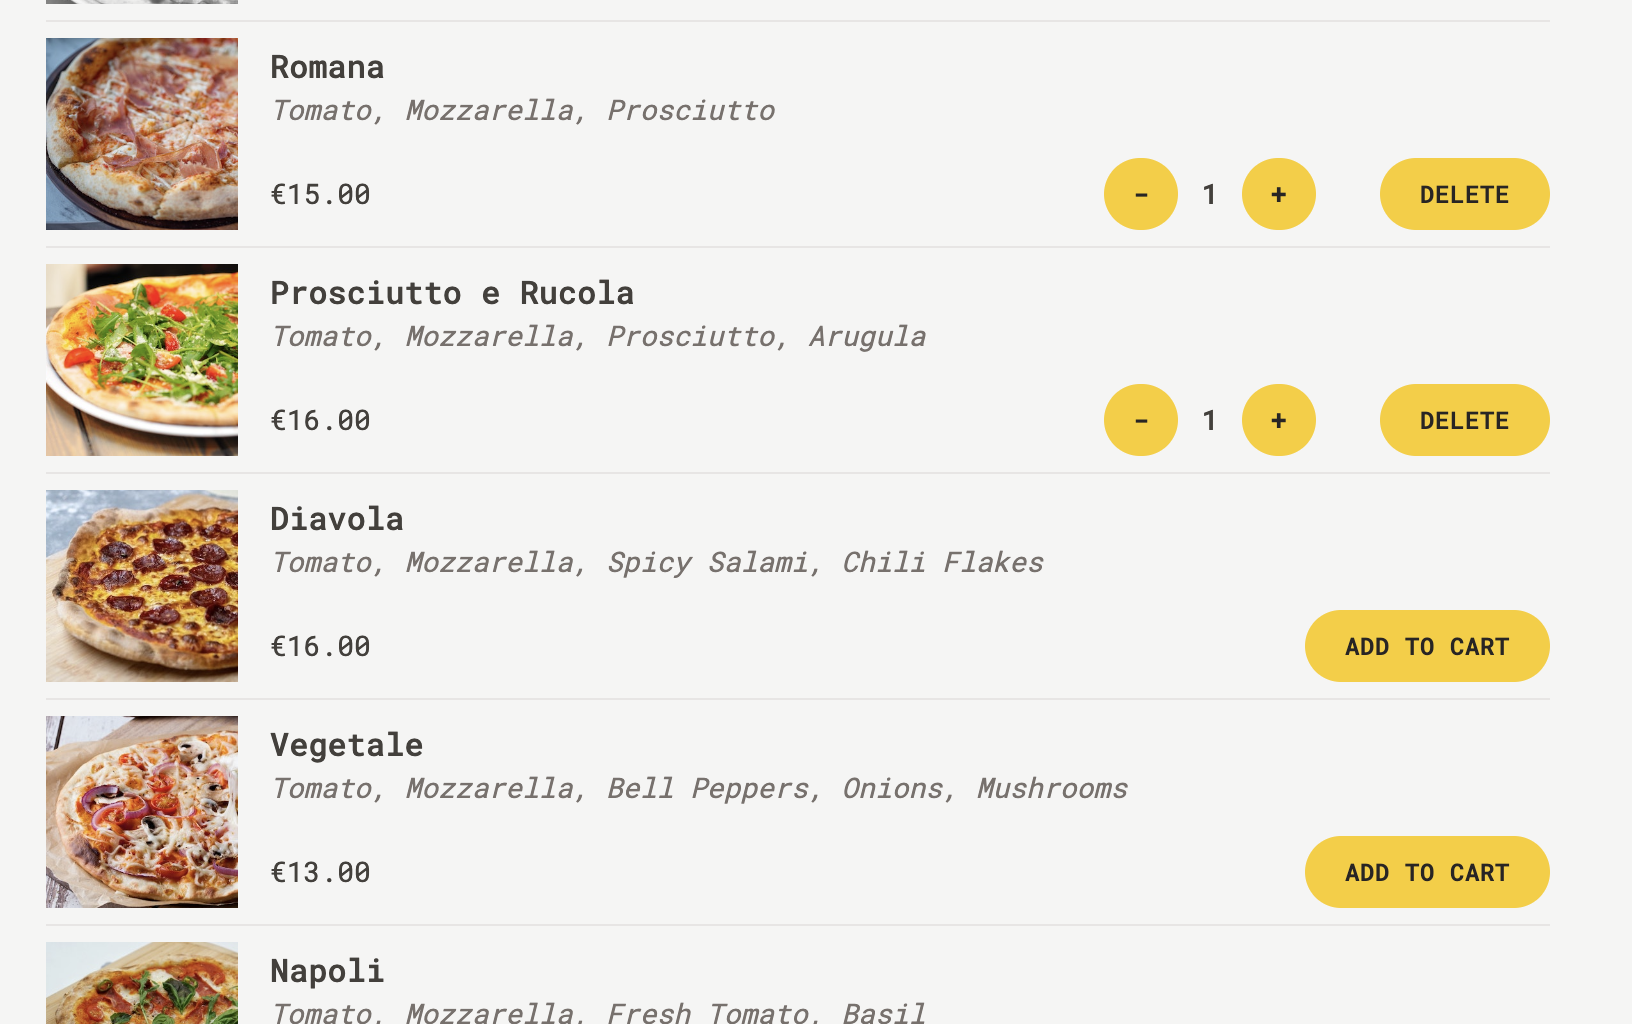 Romana
Tomato, Mozzarella, Prosciutto
€15.00 - 1 + DELETE
Prosciutto e Rucola
Tomato, Mozzarella, Prosciutto, Arugula
€16.00 - 1 + DELETE
Diavola
Tomato, Mozzarella, Spicy Salami, Chili Flakes
€16.00 ADD TO CART
Vegetale
Tomato, Mozzarella, Bell Peppers, Onions, Mushrooms
€13.00 ADD TO CART
Napoli
Tomato, Mozzarella, Fresh Tomato, Basil